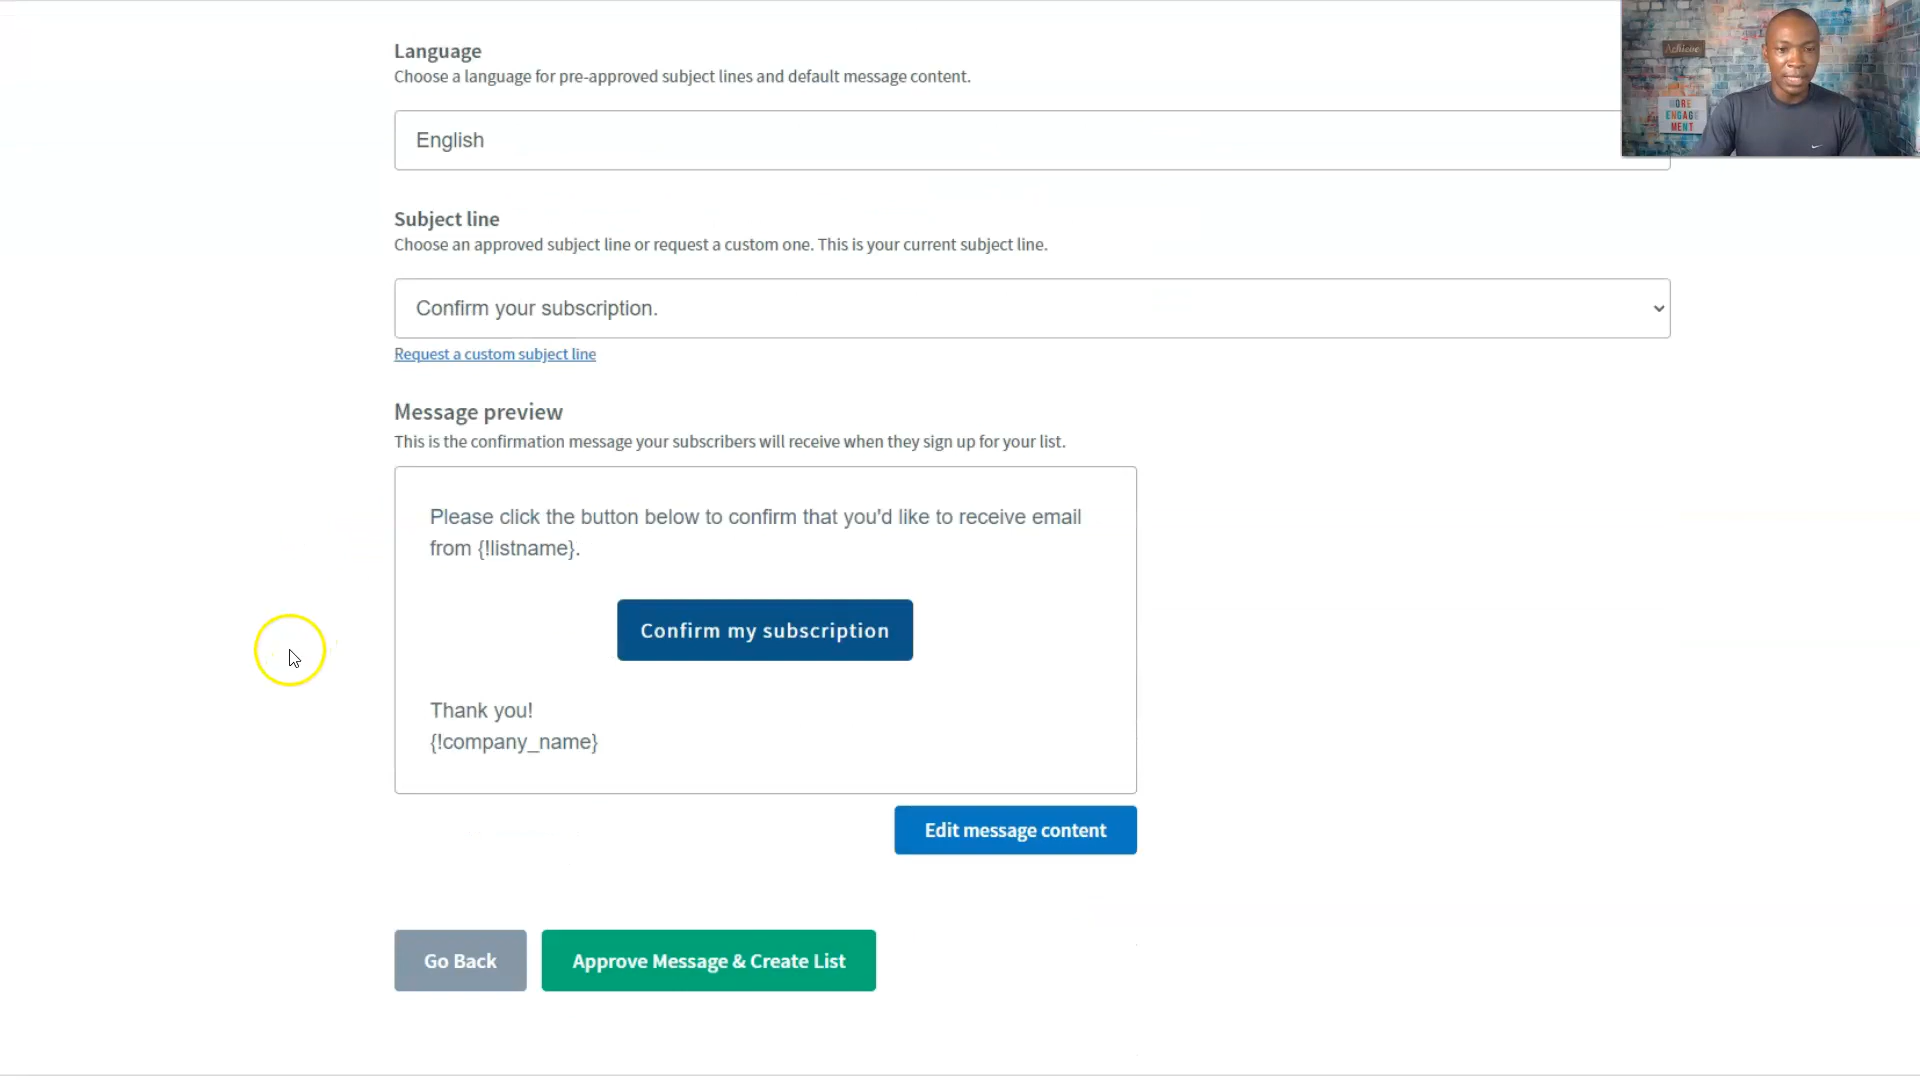 Language
Choose a language for pre-approved subject lines and default message content.
English
Subject line
Choose an approved subject line or request a custom one. This is your current subject line.
Confirm your subscription.
Request a custom subject line
Message preview
This is the confirmation message your subscribers will receive when they sign up for your list.
Please click the button below to confirm that you'd like to receive email
from {!listname}.
Confirm my subscription
Thank you!
{!company_name}
Edit message content
Go Back
Approve Message & Create List
Achieve
MORE
ENGAGE
MENT